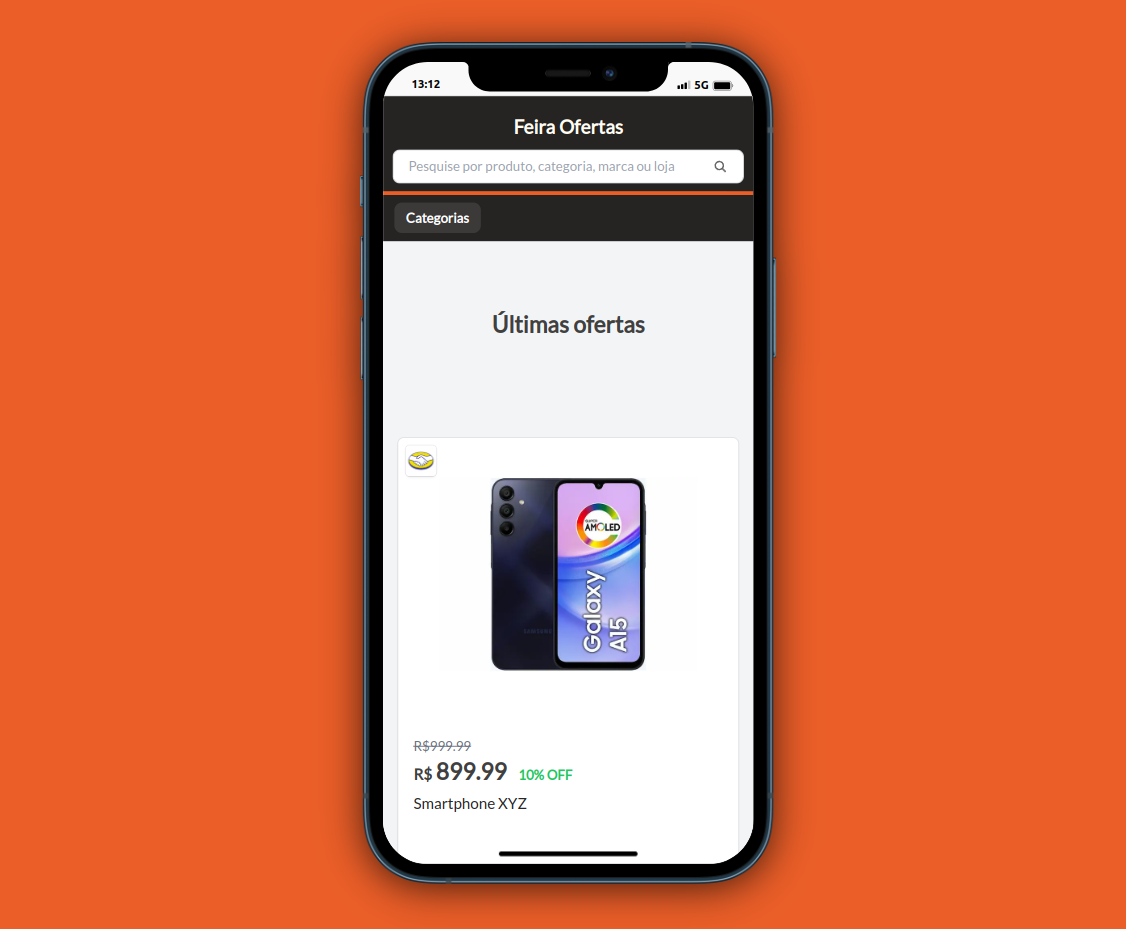 13:12
5G
Feira Ofertas
Pesquise por produto, categoria, marca ou loja
Categorias
Últimas ofertas
AMOLED
Galaxy
A15
SAMSUNG
R$999.99
R$ 899.99 10% OFF
Smartphone XYZ